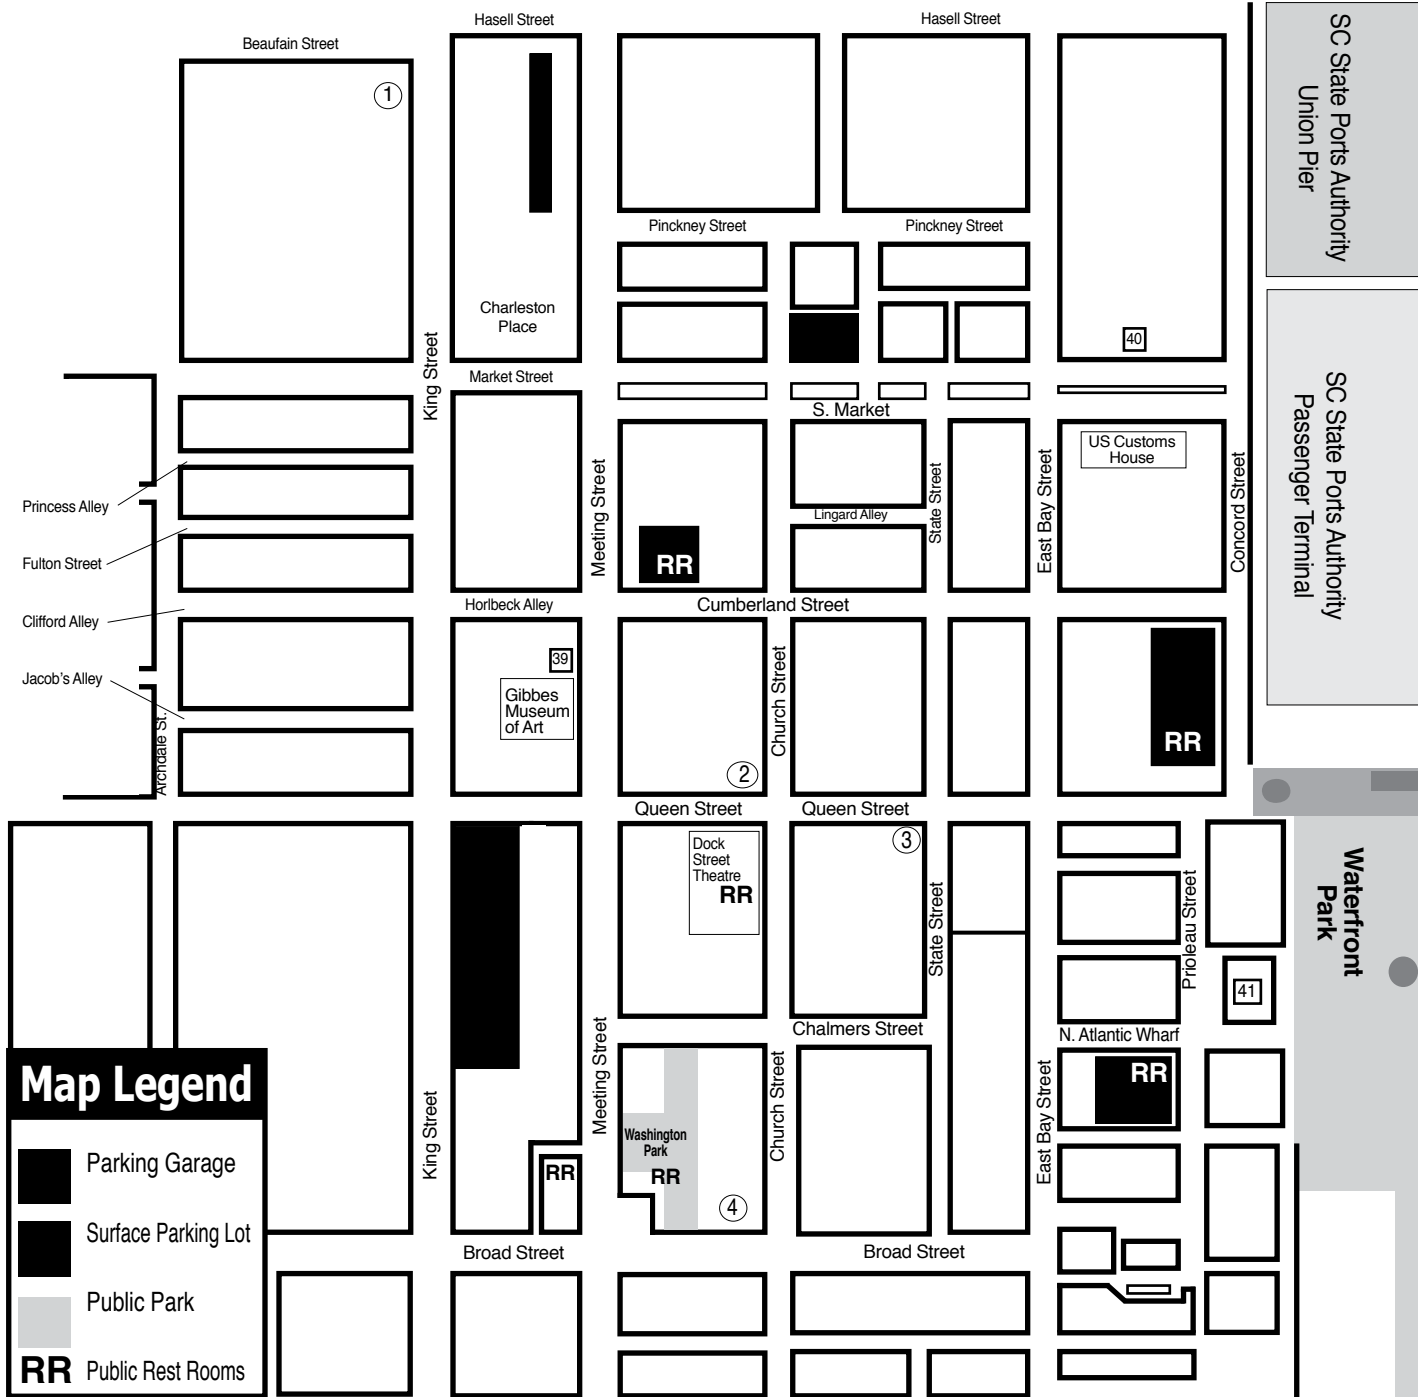 Hasell Street
Hasell Street
Beaufain Street
1
SC State Ports Authority
Union Pier
Pinckney Street
Pinckney Street
Charleston
Place
King Street
40
Market Street
S. Market
SC State Ports Authority
Passenger Terminal
US Customs
House
Meeting Street
State Street
East Bay Street
Concord Street
Princess Alley
Lingard Alley
RR
Fulton Street
Horlbeck Alley
Cumberland Street
Clifford Alley
39
Church Street
Jacob's Alley
Gibbes
Museum
of Art
Archdale St.
RR
2
Queen Street
Queen Street
3
Dock
Street
Theatre
RR
State Street
Prioleau Street
Waterfront
Park
41
Chalmers Street
N. Atlantic Wharf
Meeting Street
Church Street
East Bay Street
King Street
RR
Washington
Park
RR
RR
4
Broad Street
Broad Street
Map Legend
Parking Garage
Surface Parking Lot
Public Park
RR Public Rest Rooms